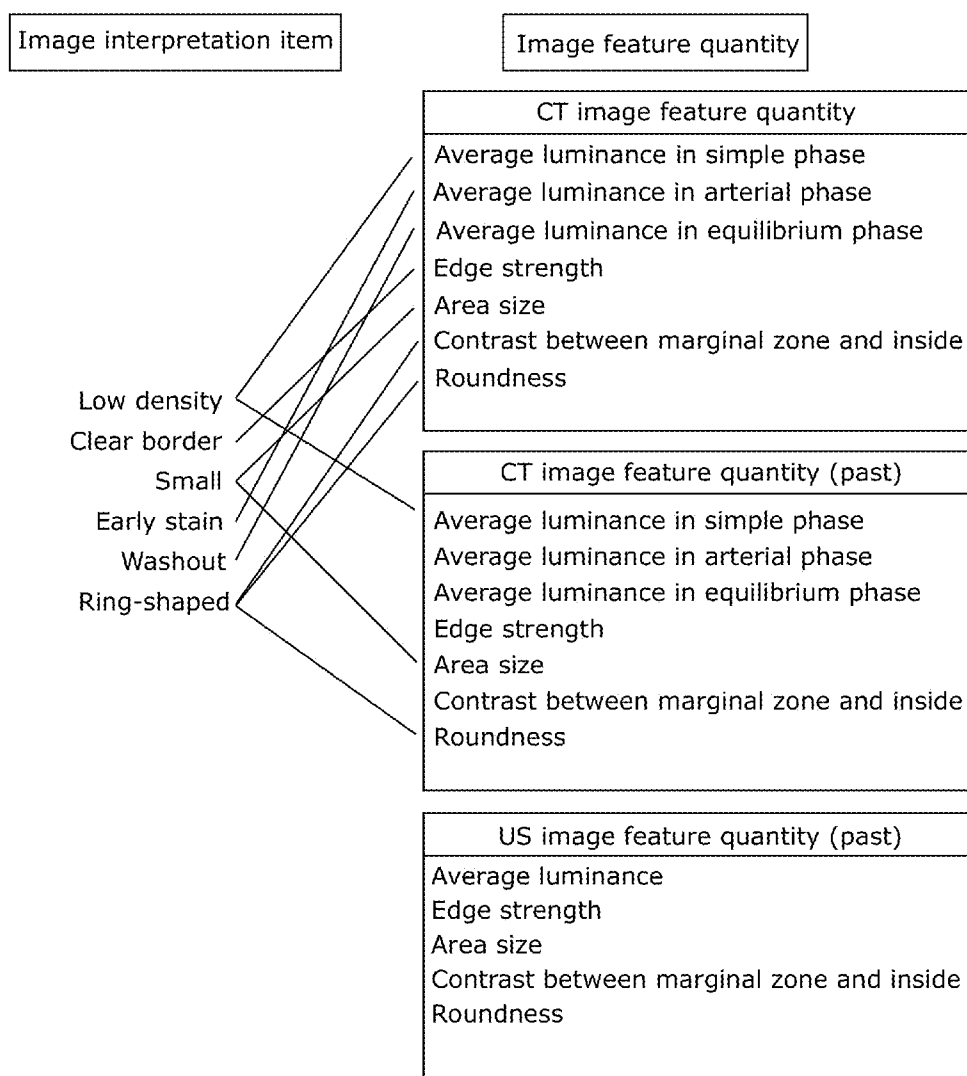 Image interpretation item
Image feature quantity
CT image feature quantity
Average luminance in simple phase
Average luminance in arterial phase
Average luminance in equilibrium phase
Edge strength
Area size
Contrast between marginal zone and inside
Roundness
Low density
Clear border
Small
Early stain
Washout
Ring-shaped
CT image feature quantity (past)
Average luminance in simple phase
Average luminance in arterial phase
Average luminance in equilibrium phase
Edge strength
Area size
Contrast between marginal zone and inside
Roundness
US image feature quantity (past)
Average luminance
Edge strength
Area size
Contrast between marginal zone and inside
Roundness